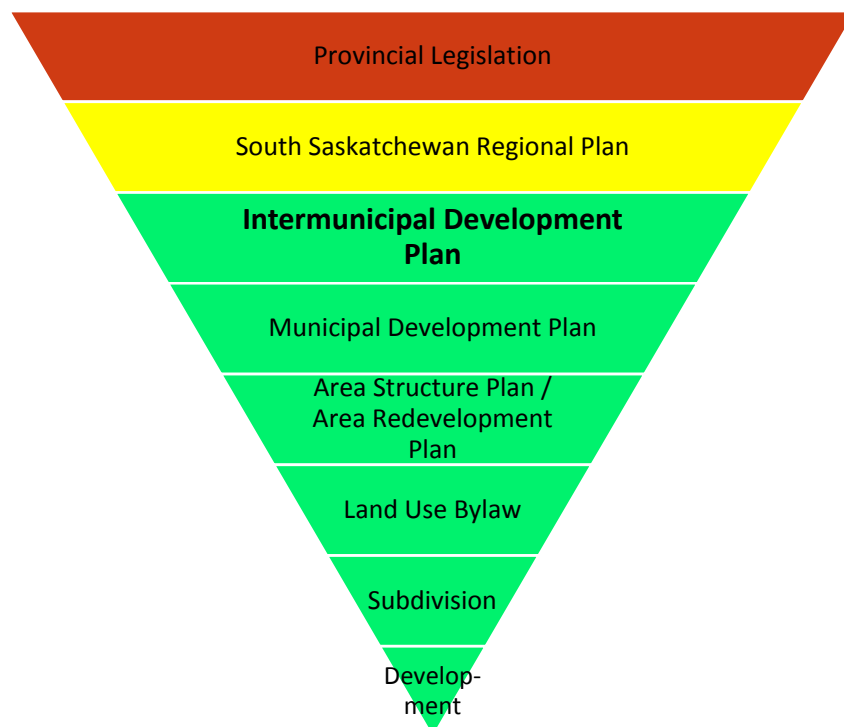 Provincial Legislation
South Saskatchewan Regional Plan
Intermunicipal Development
Plan
Municipal Development Plan
Area Structure Plan /
Area Redevelopment
Plan
Land Use Bylaw
Subdivision
Develop-
ment